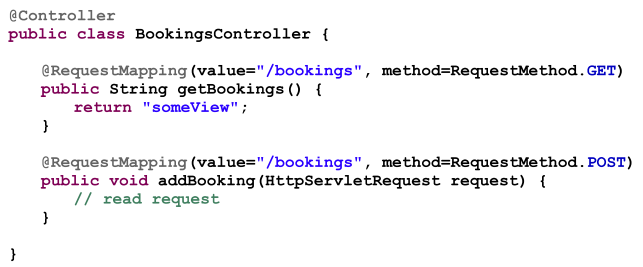 @Controller
public class BookingsController {
@RequestMapping(value="/bookings", method=RequestMethod.GET)
public String getBookings() {
return "someView";
}
@RequestMapping(value="/bookings", method=RequestMethod.POST)
public void addBooking(HttpServletRequest request) {
// read request
}
}